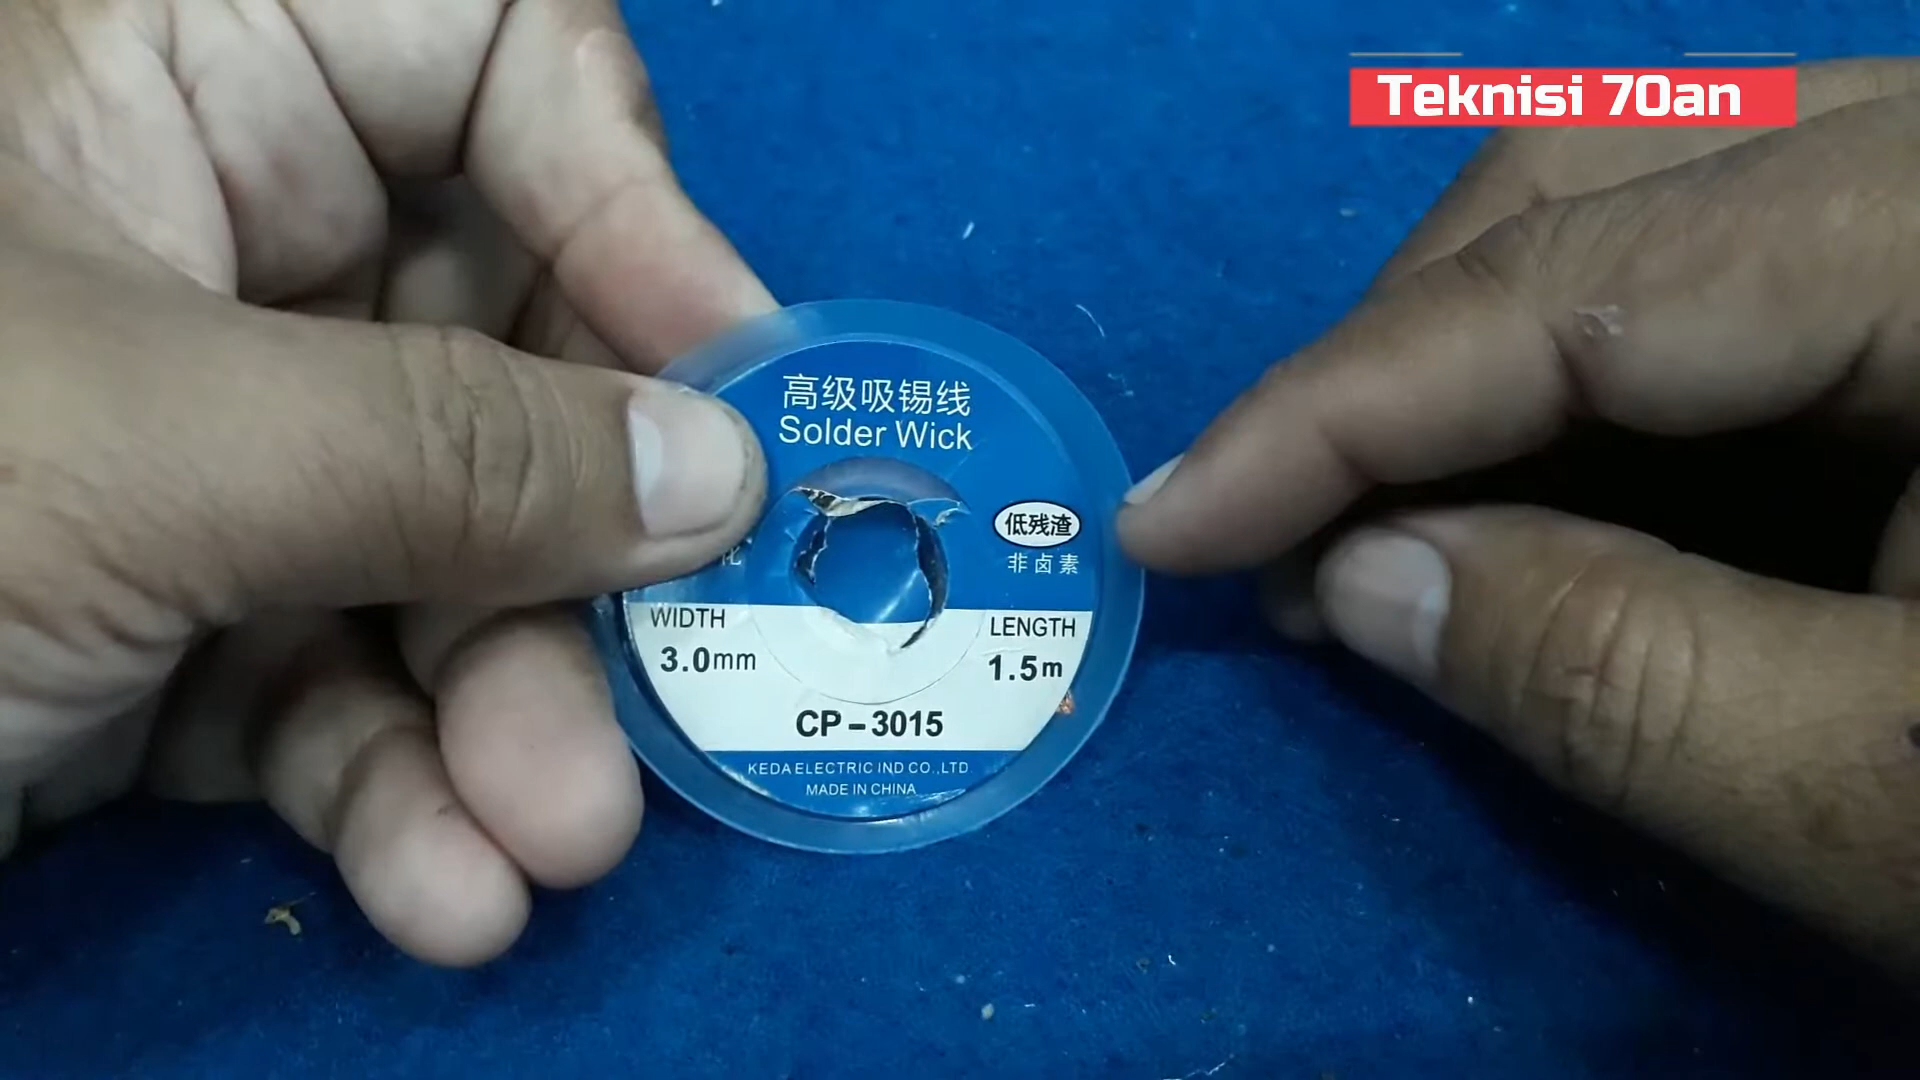 Teknisi 70an
高级吸锡线
Solder Wick
低残渣
化
非卤素
WIDTH
LENGTH
3.0mm
1.5m
CP-3015
KEDA ELECTRIC IND CO.,LTD.
MADE IN CHINA